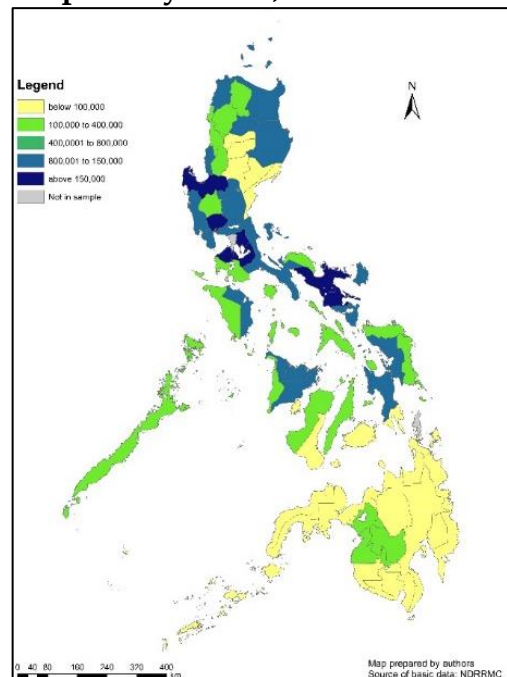 Legend
below 100,000
100,000 to 400,000
400,0001 to 800,000
800,001 to 150,000
above 150,000
Not in sample
N
0 40 80 160 240 320 400
km
Map prepared by authors
Source of basic data: NDRRMC